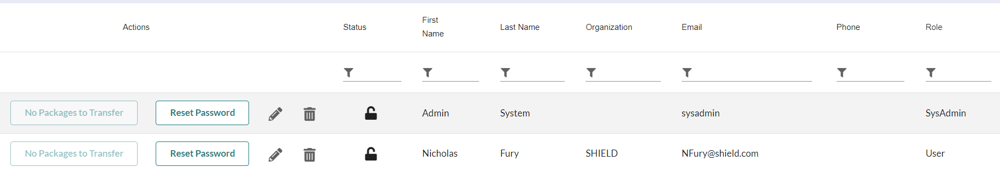 Actions Status First Name Last Name Organization Email Phone Role
No Packages to Transfer Reset Password Admin System sysadmin SysAdmin
No Packages to Transfer Reset Password Nicholas Fury SHIELD NFury@shield.com User